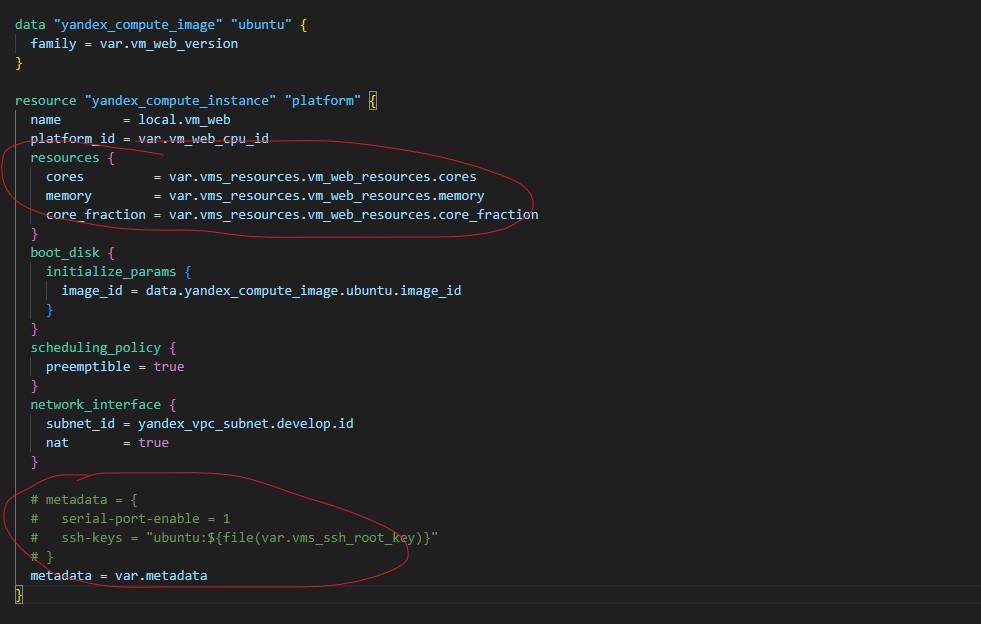 data "yandex_compute_image" "ubuntu" {
  family = var.vm_web_version
}

resource "yandex_compute_instance" "platform" {
  name        = local.vm_web
  platform_id = var.vm_web_cpu_id
  resources {
    cores         = var.vms_resources.vm_web_resources.cores
    memory        = var.vms_resources.vm_web_resources.memory
    core_fraction = var.vms_resources.vm_web_resources.core_fraction
  }
  boot_disk {
    initialize_params {
      image_id = data.yandex_compute_image.ubuntu.image_id
    }
  }
  scheduling_policy {
    preemptible = true
  }
  network_interface {
    subnet_id = yandex_vpc_subnet.develop.id
    nat       = true
  }

  # metadata = {
  #   serial-port-enable = 1
  #   ssh-keys = "ubuntu:${file(var.vms_ssh_root_key)}"
  # }
  metadata = var.metadata
}